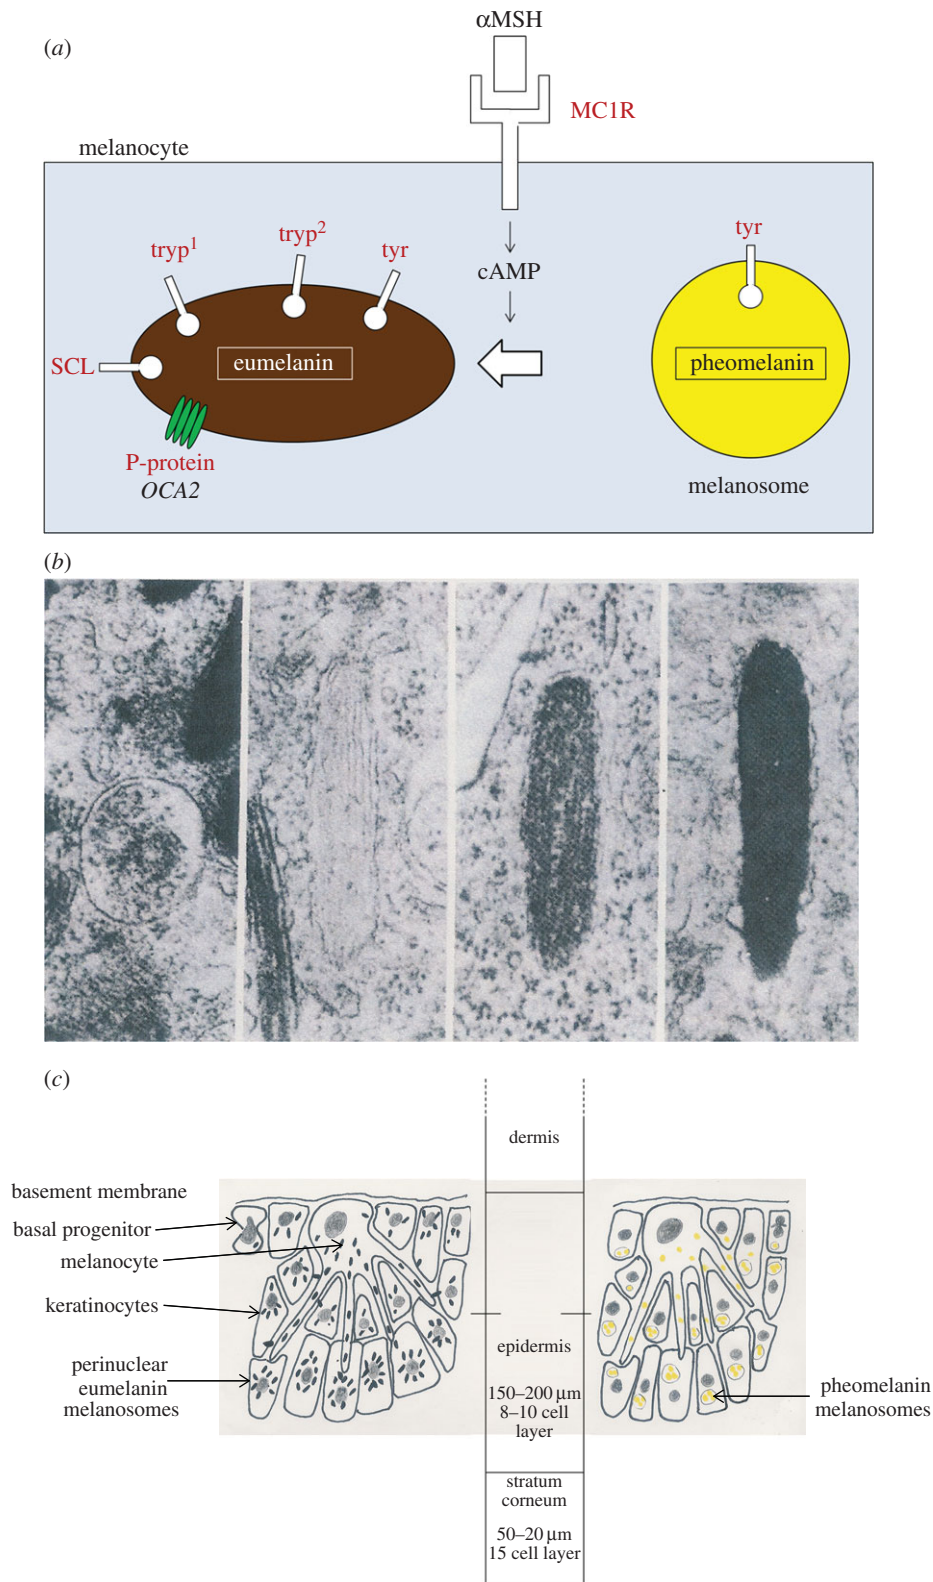 (a)
αMSH
MC1R
melanocyte
tryp¹
tryp²
tyr
tyr
cAMP
SCL
eumelanin
pheomelanin
P-protein
OCA2
melanosome
(b)
(c)
dermis
basement membrane
basal progenitor
melanocyte
keratinocytes
perinuclear
eumelanin
melanosomes
epidermis
150–200 µm
8–10 cell
layer
pheomelanin
melanosomes
stratum
corneum
50–20 µm
15 cell layer